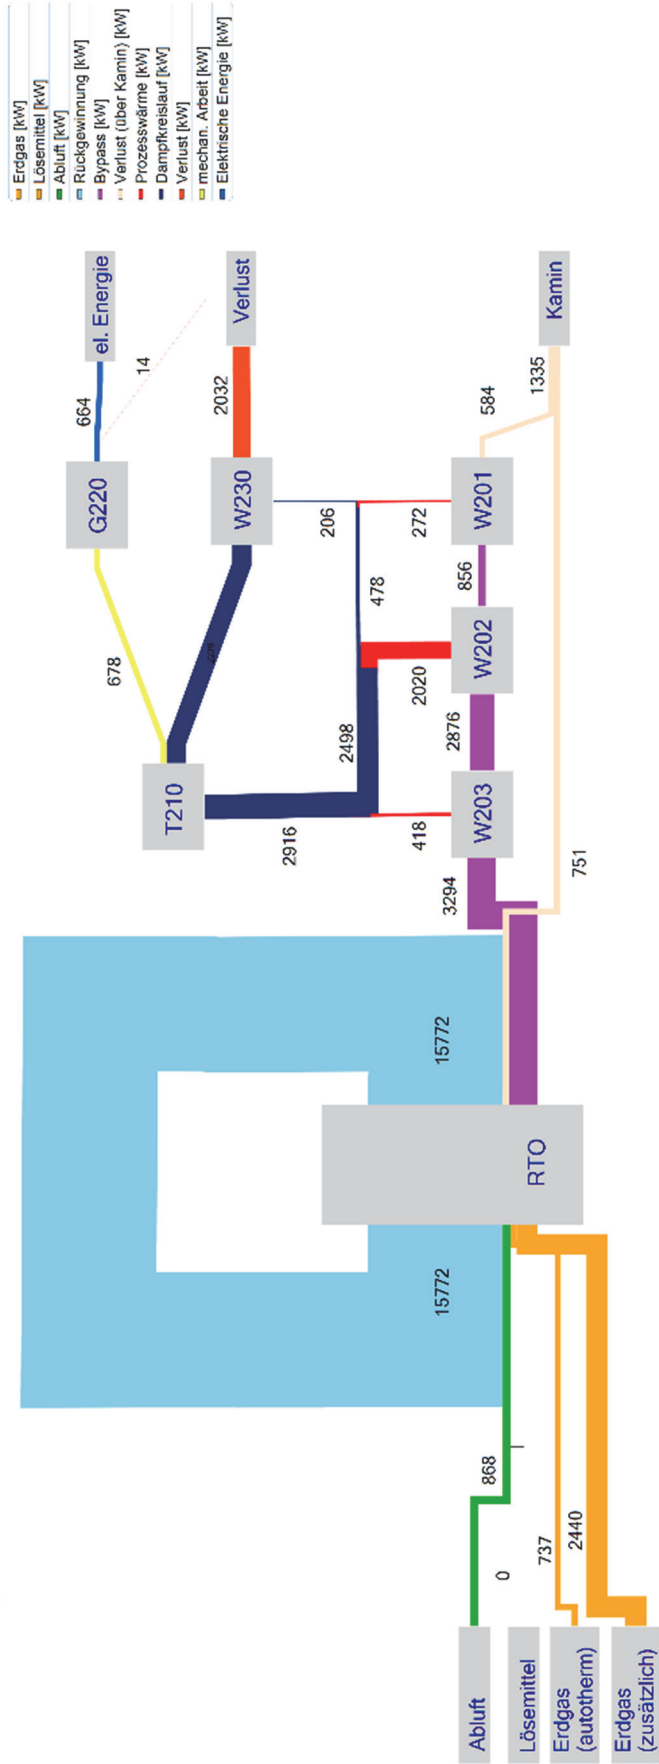 Erdgas [kW]
Lösemittel [kW]
Abluft [kW]
Rückgewinnung [kW]
Bypass [kW]
Verlust (über Kamin) [kW]
Prozesswärme [kW]
Dampfkreislauf [kW]
Verlust [kW]
mechan. Arbeit [kW]
Elektrische Energie [kW]
el. Energie
664
14
G220
678
T210
Verlust
2032
W230
206
478
2498
2916
272
2020
418
584
1335
Kamin
W201
856
W202
2876
W203
3294
751
15772
15772
RTO
868
0
737
2440
Abluft
Lösemittel
Erdgas
(autotherm)
Erdgas
(zusätzlich)